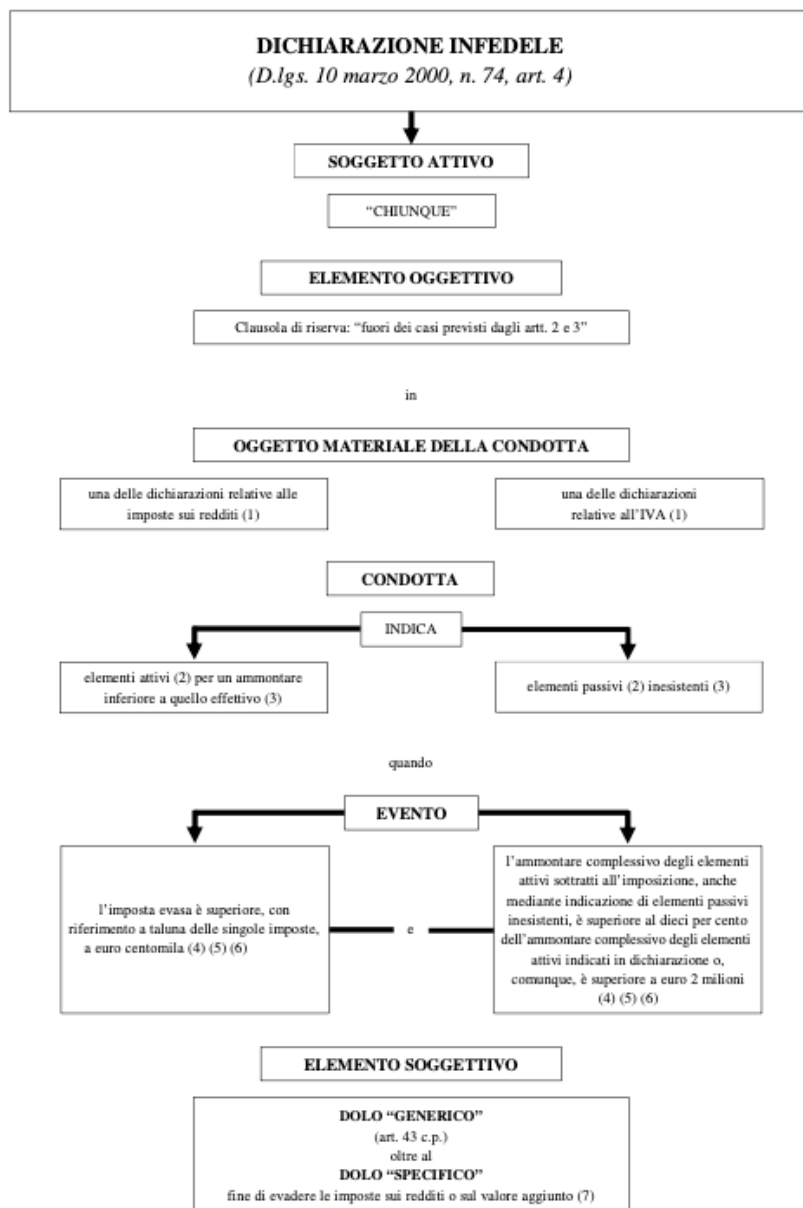 DICHIARAZIONE INFEDELE
(D.lgs. 10 marzo 2000, n. 74, art. 4)
SOGGETTO ATTIVO
“CHIUNQUE”
ELEMENTO OGGETTIVO
Clausola di riserva: “fuori dei casi previsti dagli artt. 2 e 3”
in
OGGETTO MATERIALE DELLA CONDOTTA
una delle dichiarazioni relative alle
imposte sui redditi (1)
una delle dichiarazioni
relative all’IVA (1)
CONDOTTA
INDICA
elementi attivi (2) per un ammontare
inferiore a quello effettivo (3)
elementi passivi (2) inesistenti (3)
quando
EVENTO
l’imposta evasa è superiore, con
riferimento a taluna delle singole imposte,
a euro centomila (4) (5) (6)
e
l’ammontare complessivo degli elementi
attivi sottratti all’imposizione, anche
mediante indicazione di elementi passivi
inesistenti, è superiore al dieci per cento
dell’ammontare complessivo degli elementi
attivi indicati in dichiarazione o,
comunque, è superiore a euro 2 milioni
(4) (5) (6)
ELEMENTO SOGGETTIVO
DOLO “GENERICO”
(art. 43 c.p.)
oltre al
DOLO “SPECIFICO”
fine di evadere le imposte sui redditi o sul valore aggiunto (7)